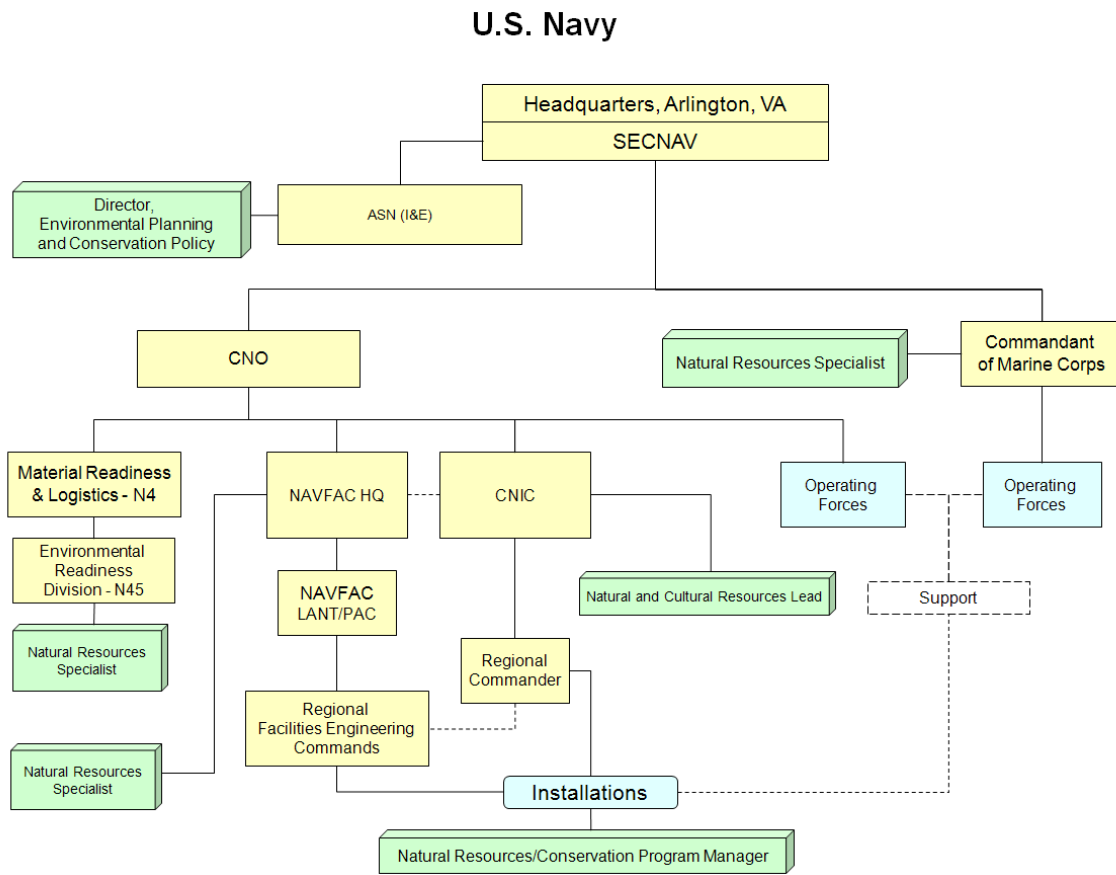 U.S. Navy
Headquarters, Arlington, VA
SECNAV
Director,
Environmental Planning
and Conservation Policy
ASN (I&E)
CNO
Natural Resources Specialist
Commandant
of Marine Corps
Material Readiness
& Logistics - N4
NAVFAC HQ
CNIC
Operating
Forces
Operating
Forces
Environmental
Readiness
Division - N45
NAVFAC
LANT/PAC
Natural and Cultural Resources Lead
Support
Natural Resources
Specialist
Regional
Commander
Regional
Facilities Engineering
Commands
Natural Resources
Specialist
Installations
Natural Resources/Conservation Program Manager